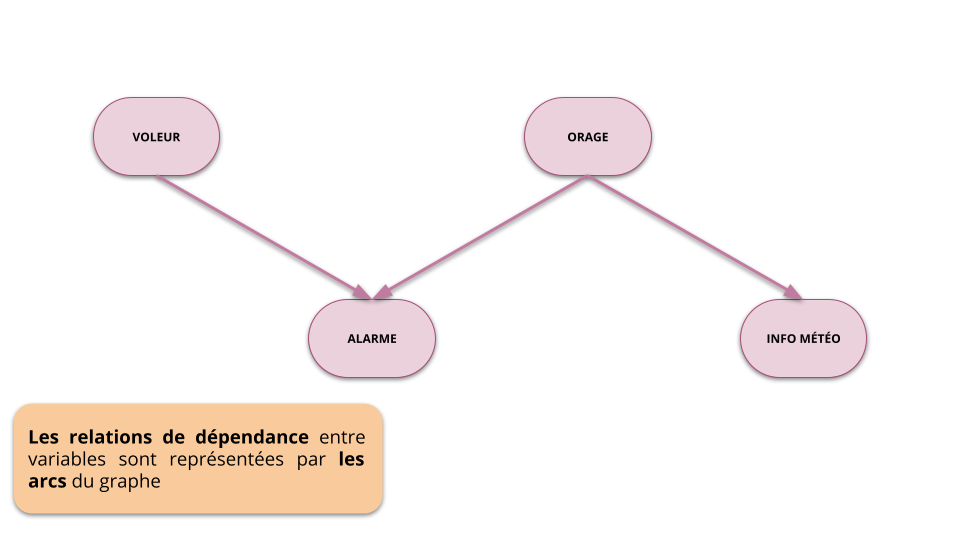 VOLEUR
ORAGE
ALARME
INFO MÉTÉO
Les relations de dépendance entre
variables sont représentées par les
arcs du graphe